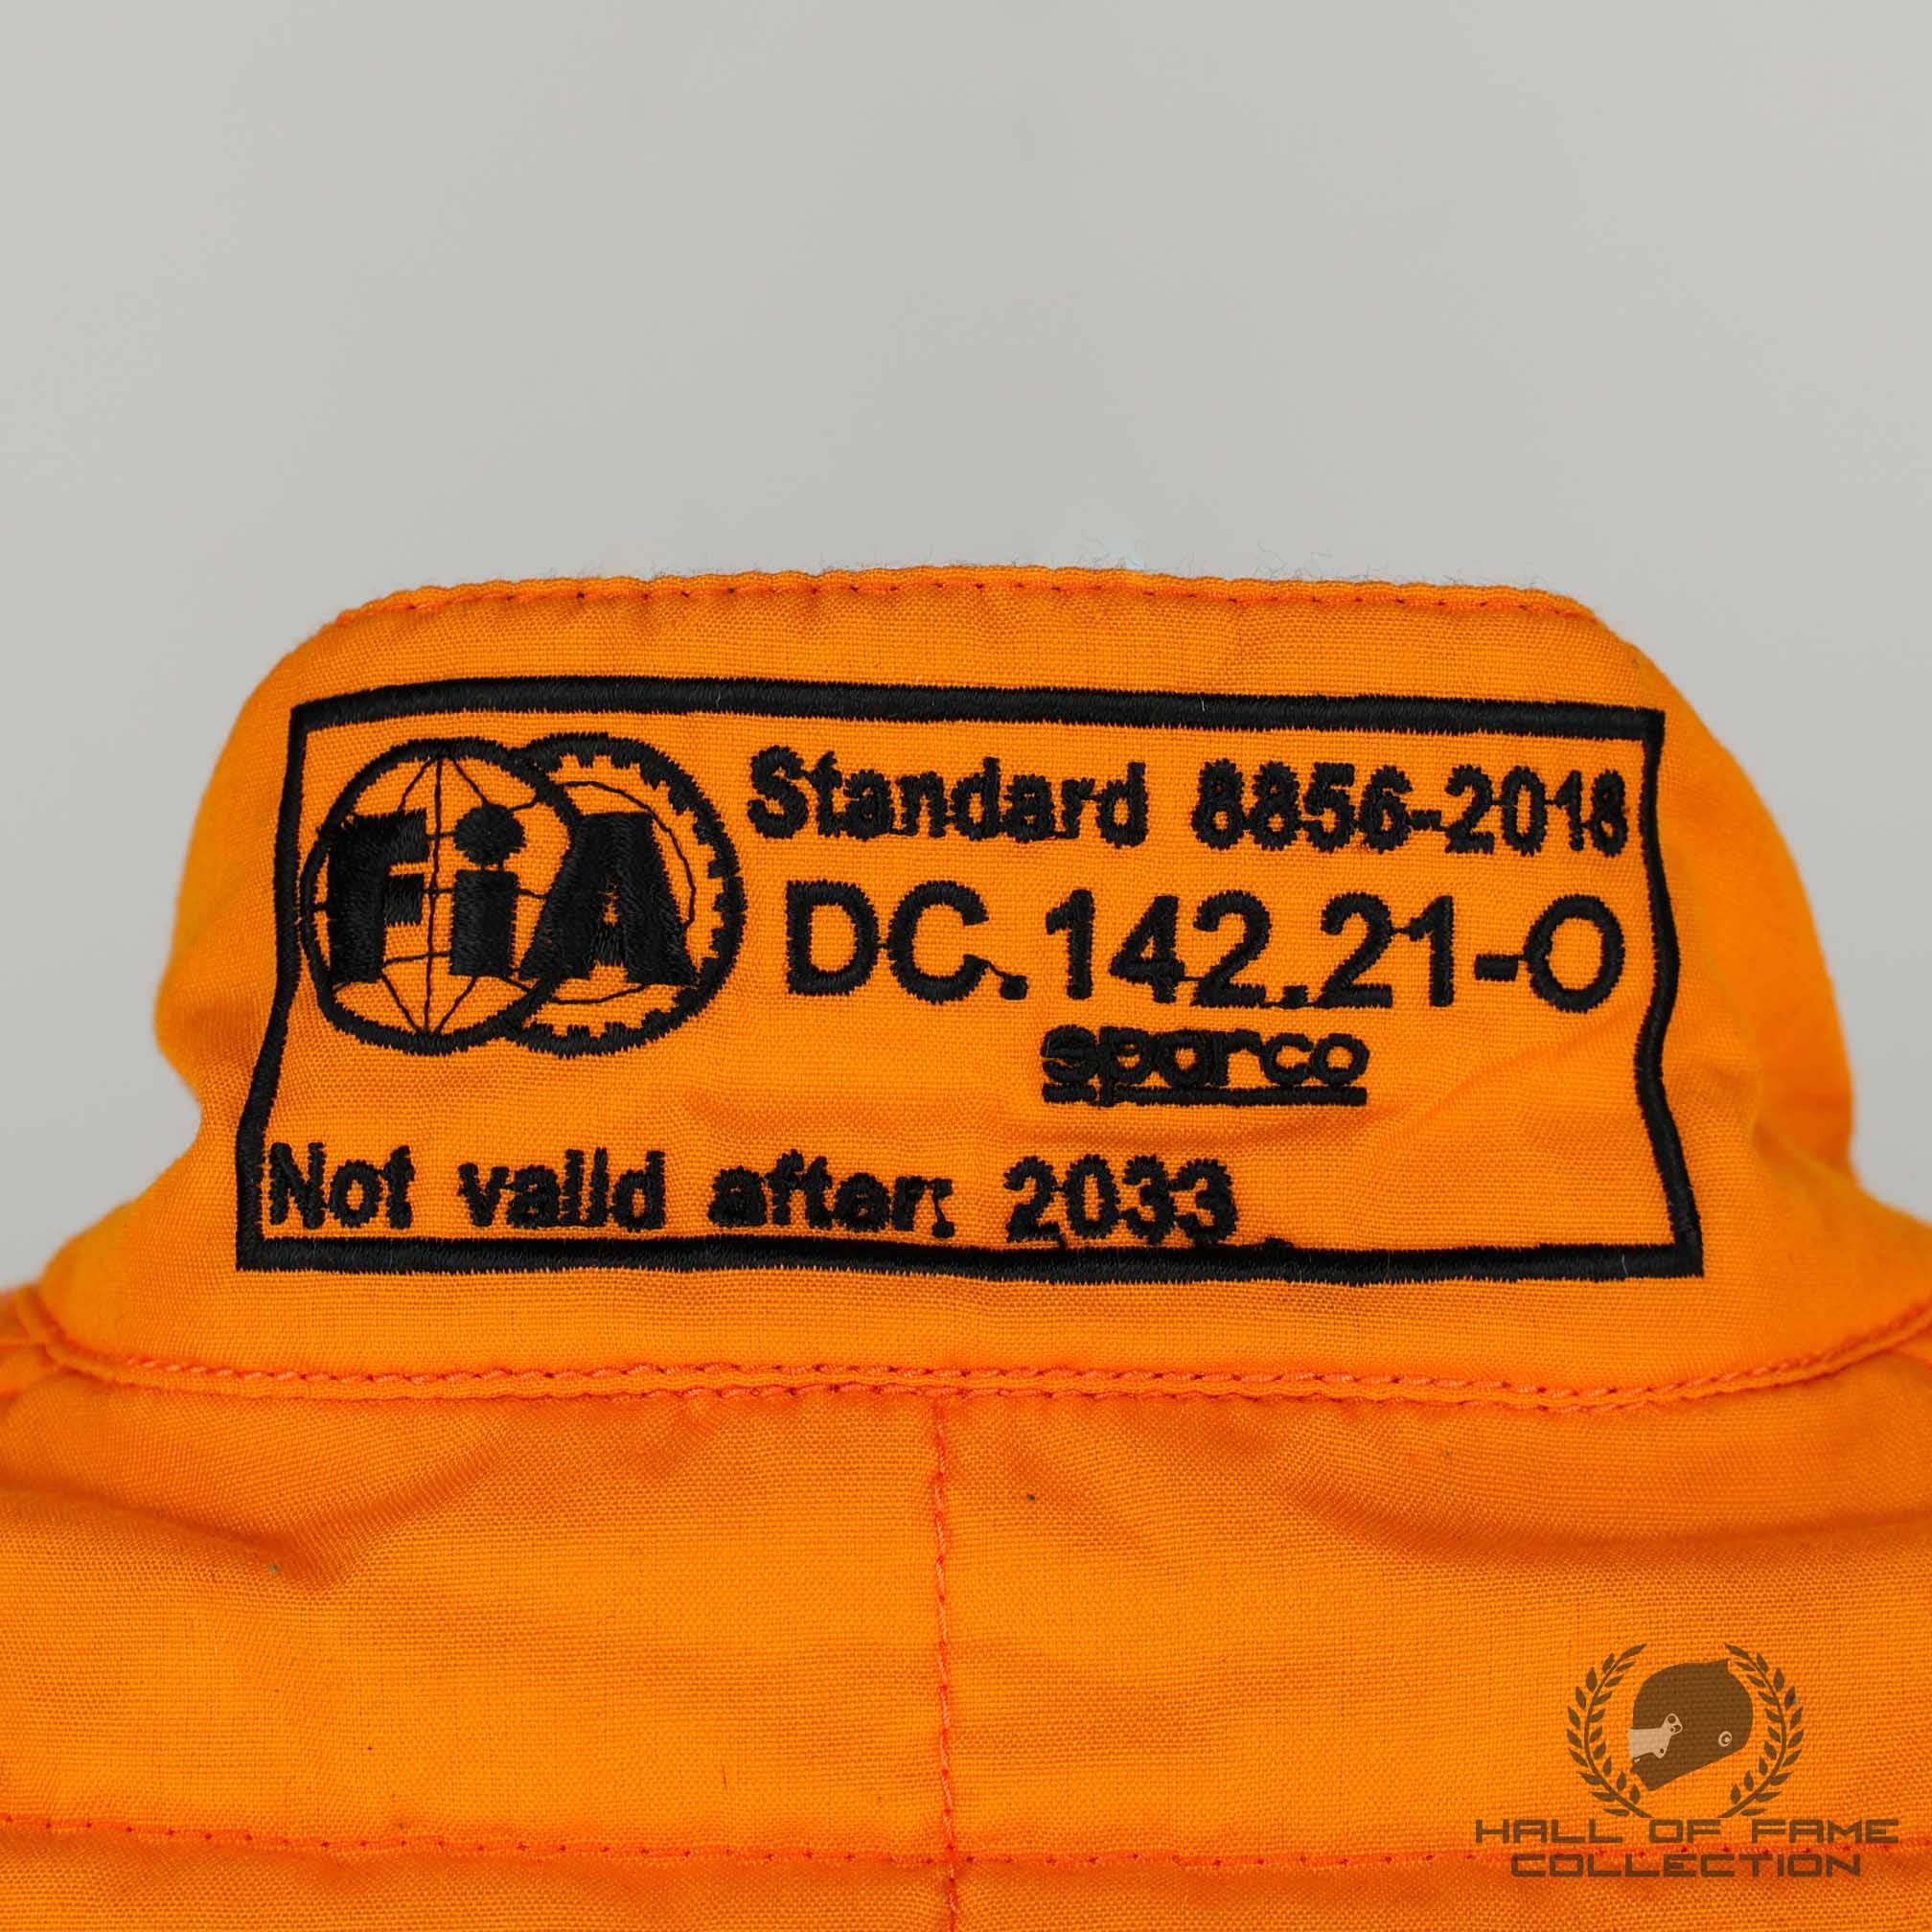 FiA
Standard 8856-2018
DC.142.21-O
sparco
Not valid after: 2033
HALL OF FAME
COLLECTION